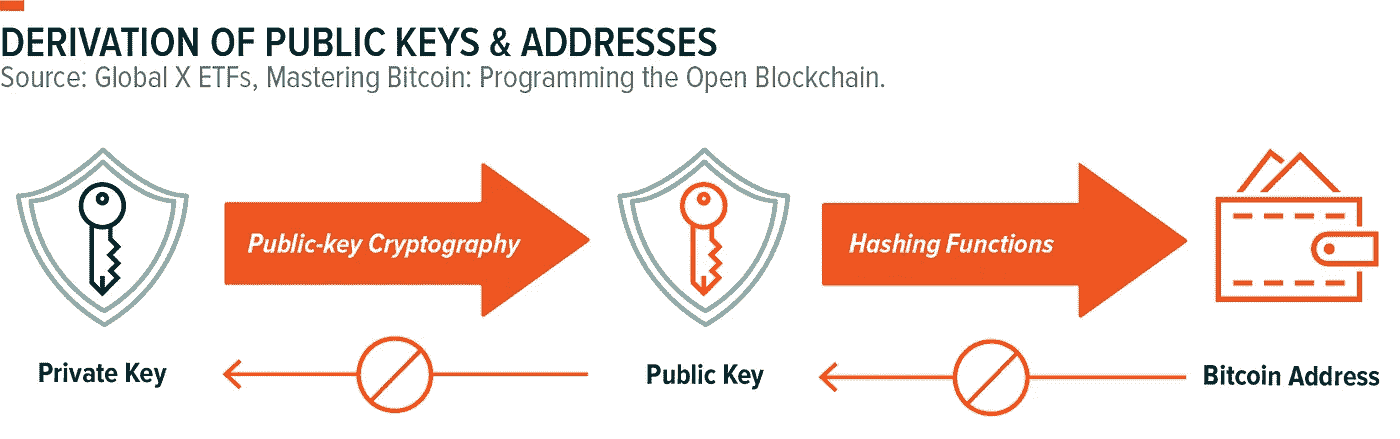 DERIVATION OF PUBLIC KEYS & ADDRESSES
Source: Global X ETFs, Mastering Bitcoin: Programming the Open Blockchain.
Public-key Cryptography
Hashing Functions
Private Key
Public Key
Bitcoin Address